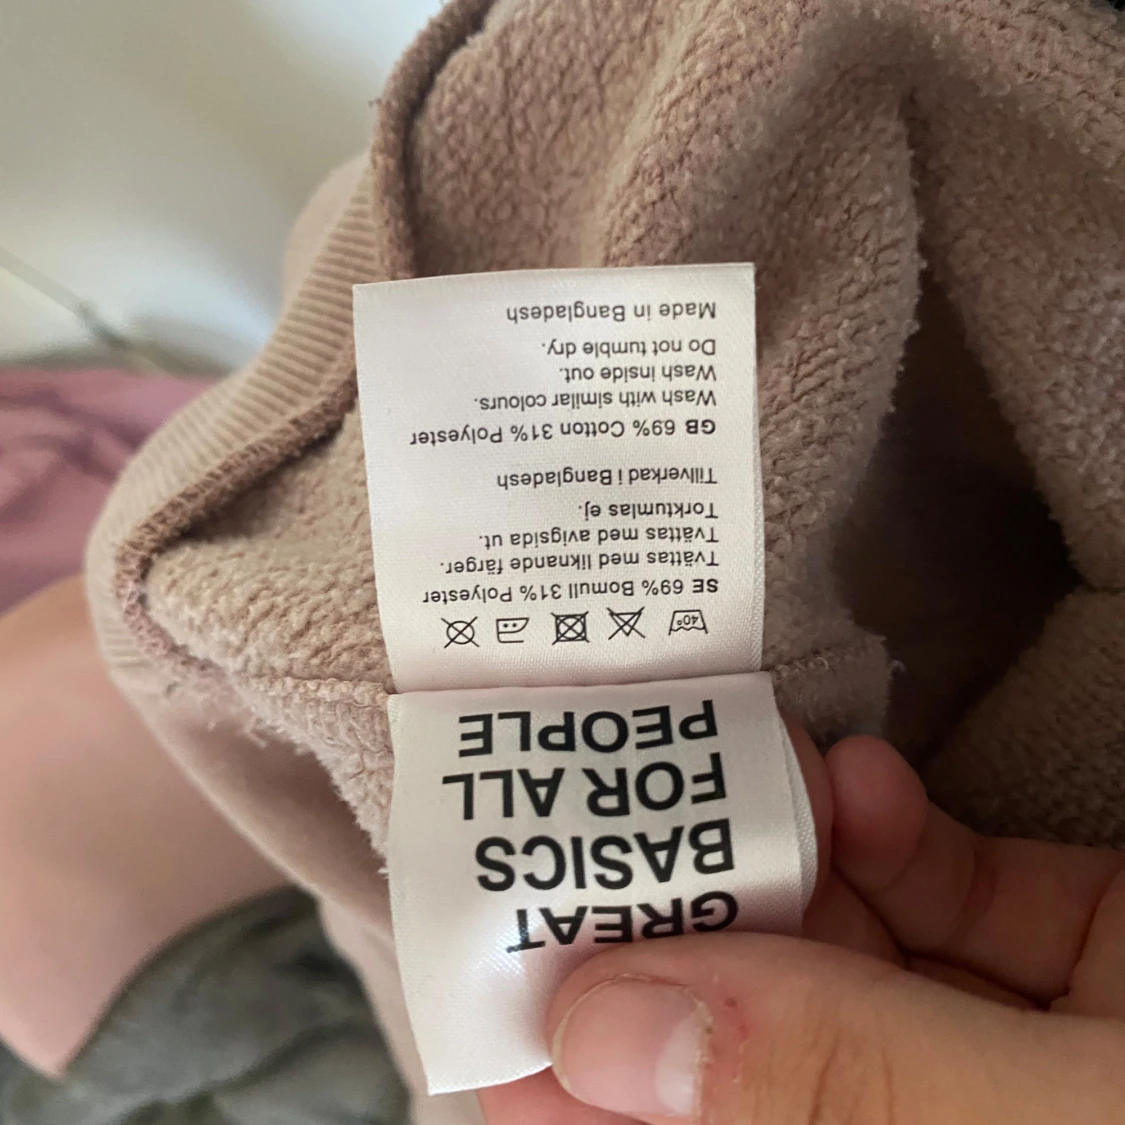 GREAT
BASICS
FOR ALL
PEOPLE
40°
SE 69% Bomull 31% Polyester
Tvättas med liknande färger.
Tvättas med avigsida ut.
Torktumlas ej.
Tillverkad i Bangladesh
GB 69% Cotton 31% Polyester
Wash with similar colours.
Wash inside out.
Do not tumble dry.
Made in Bangladesh